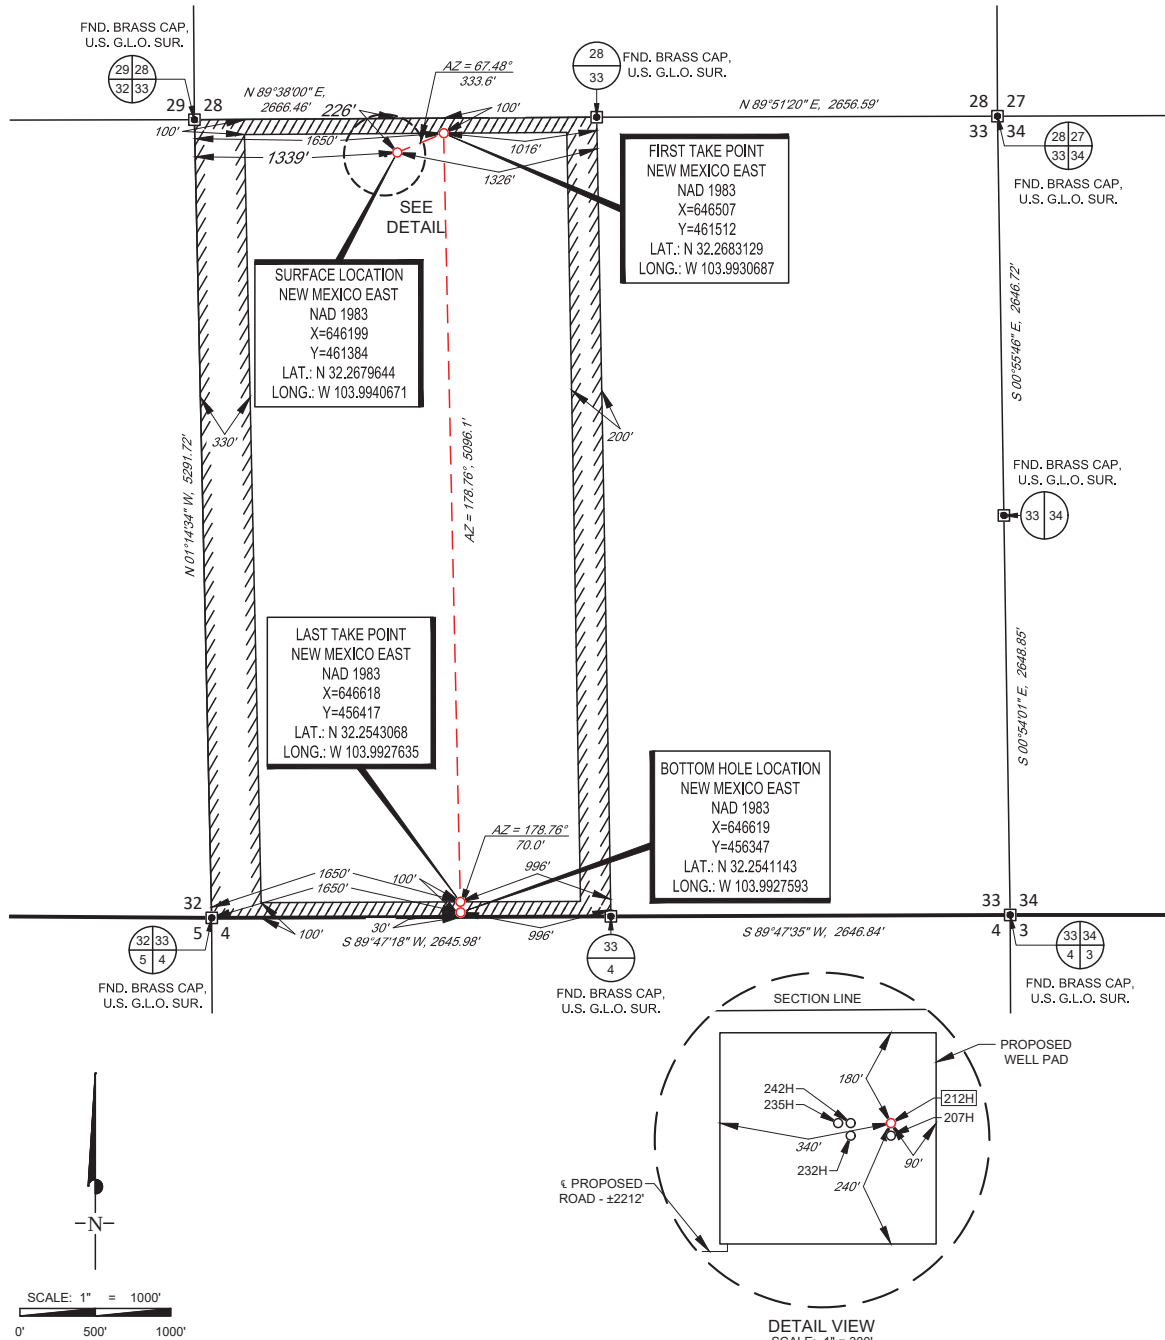 FND. BRASS CAP,
U.S. G.L.O. SUR.
29 28
32 33
29 28
N 89°38'00" E,
2666.46'
226'
AZ = 67.48°
333.6'
28
33
FND. BRASS CAP,
U.S. G.L.O. SUR.
N 89°51'20" E, 2656.59'
28 27
33 34
28 27
33 34
FND. BRASS CAP,
U.S. G.L.O. SUR.
100'
100'
1650'
1016'
1339'
1326'
SEE
DETAIL
FIRST TAKE POINT
NEW MEXICO EAST
NAD 1983
X=646507
Y=461512
LAT.: N 32.2683129
LONG.: W 103.9930687
SURFACE LOCATION
NEW MEXICO EAST
NAD 1983
X=646199
Y=461384
LAT.: N 32.2679644
LONG.: W 103.9940671
S 00°55'46" E, 2646.72'
330'
200'
N 01°14'34" W, 5291.72'
AZ = 178.76°, 5096.1'
FND. BRASS CAP,
U.S. G.L.O. SUR.
33 34
S 00°54'01" E, 2648.85'
LAST TAKE POINT
NEW MEXICO EAST
NAD 1983
X=646618
Y=456417
LAT.: N 32.2543068
LONG.: W 103.9927635
BOTTOM HOLE LOCATION
NEW MEXICO EAST
NAD 1983
X=646619
Y=456347
LAT.: N 32.2541143
LONG.: W 103.9927593
AZ = 178.76°
70.0'
1650'
100'
996'
1650'
32
5 4
30'
100'
996'
S 89°47'18" W, 2645.98'
S 89°47'35" W, 2646.84'
33 34
4 3
32 33
5 4
FND. BRASS CAP,
U.S. G.L.O. SUR.
33
4
FND. BRASS CAP,
U.S. G.L.O. SUR.
33 34
4 3
FND. BRASS CAP,
U.S. G.L.O. SUR.
SECTION LINE
PROPOSED
WELL PAD
180'
242H
235H
212H
207H
340'
232H
90'
240'
℄ PROPOSED
ROAD - ±2212'
N
SCALE: 1" = 1000'
0' 500' 1000'
DETAIL VIEW
SCALE: 1" = 300'